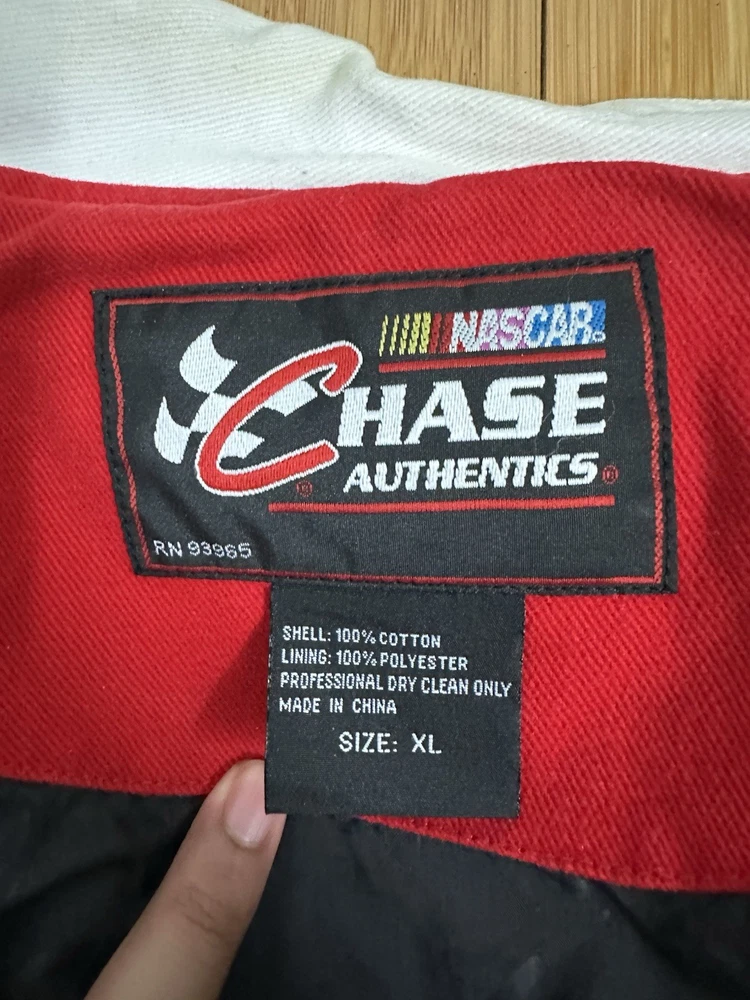 NASCAR®
CHASE
AUTHENTICS®
®
RN 93965
SHELL: 100% COTTON
LINING: 100% POLYESTER
PROFESSIONAL DRY CLEAN ONLY
MADE IN CHINA
SIZE: XL